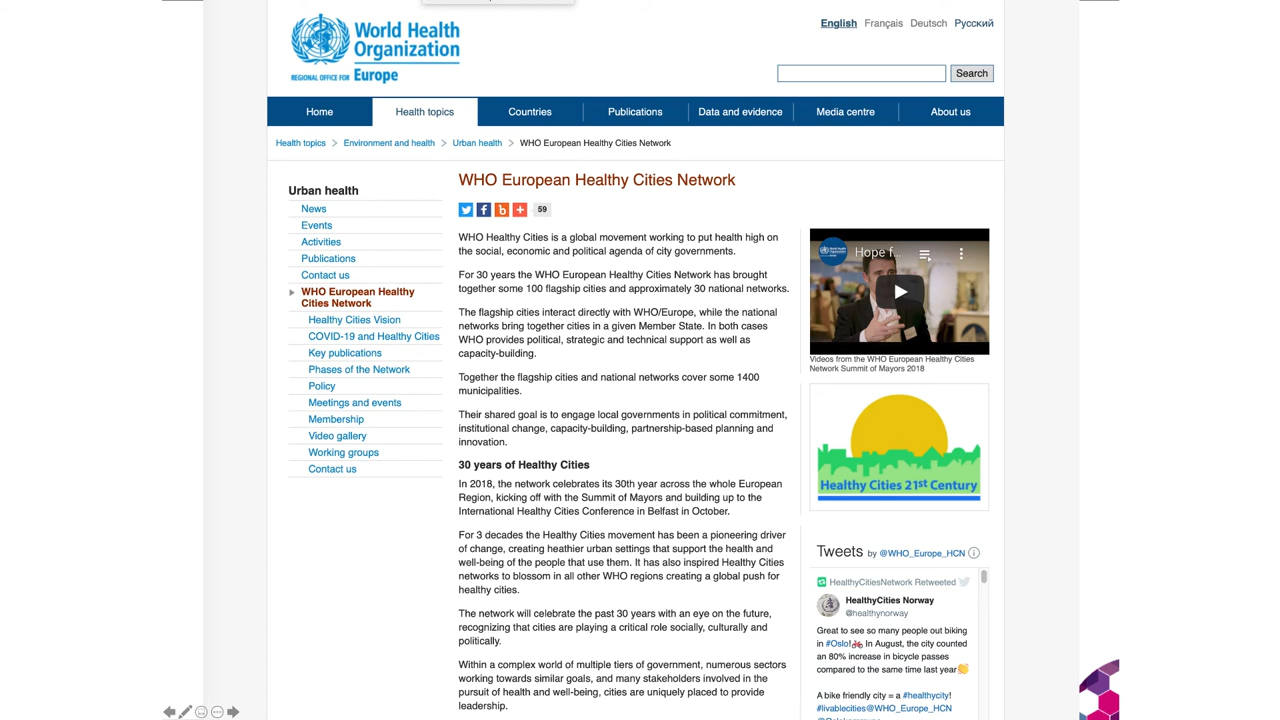 World Health
Organization
REGIONAL OFFICE FOR Europe
English Français Deutsch Русский
Search
Home Health topics Countries Publications Data and evidence Media centre About us
Health topics > Environment and health > Urban health > WHO European Healthy Cities Network
Urban health
News
Events
Activities
Publications
Contact us
WHO European Healthy
Cities Network
Healthy Cities Vision
COVID-19 and Healthy Cities
Key publications
Phases of the Network
Policy
Meetings and events
Membership
Video gallery
Working groups
Contact us
WHO European Healthy Cities Network
59
WHO Healthy Cities is a global movement working to put health high on
the social, economic and political agenda of city governments.
For 30 years the WHO European Healthy Cities Network has brought
together some 100 flagship cities and approximately 30 national networks.
The flagship cities interact directly with WHO/Europe, while the national
networks bring together cities in a given Member State. In both cases
WHO provides political, strategic and technical support as well as
capacity-building.
Together the flagship cities and national networks cover some 1400
municipalities.
Their shared goal is to engage local governments in political commitment,
institutional change, capacity-building, partnership-based planning and
innovation.
30 years of Healthy Cities
In 2018, the network celebrates its 30th year across the whole European
Region, kicking off with the Summit of Mayors and building up to the
International Healthy Cities Conference in Belfast in October.
For 3 decades the Healthy Cities movement has been a pioneering driver
of change, creating heathier urban settings that support the health and
well-being of the people that use them. It has also inspired Healthy Cities
networks to blossom in all other WHO regions creating a global push for
healthy cities.
The network will celebrate the past 30 years with an eye on the future,
recognizing that cities are playing a critical role socially, culturally and
politically.
Within a complex world of multiple tiers of government, numerous sectors
working towards similar goals, and many stakeholders involved in the
pursuit of health and well-being, cities are uniquely placed to provide
leadership.
Hope f...
Videos from the WHO European Healthy Cities
Network Summit of Mayors 2018
Healthy Cities 21st Century
Tweets by @WHO_Europe_HCN
HealthyCitiesNetwork Retweeted
HealthyCities Norway
@healthynorway
Great to see so many people out biking
in #Oslo!🚲 In August, the city counted
an 80% increase in bicycle passes
compared to the same time last year👏
A bike friendly city = a #healthycity!
#livablecities@WHO_Europe_HCN